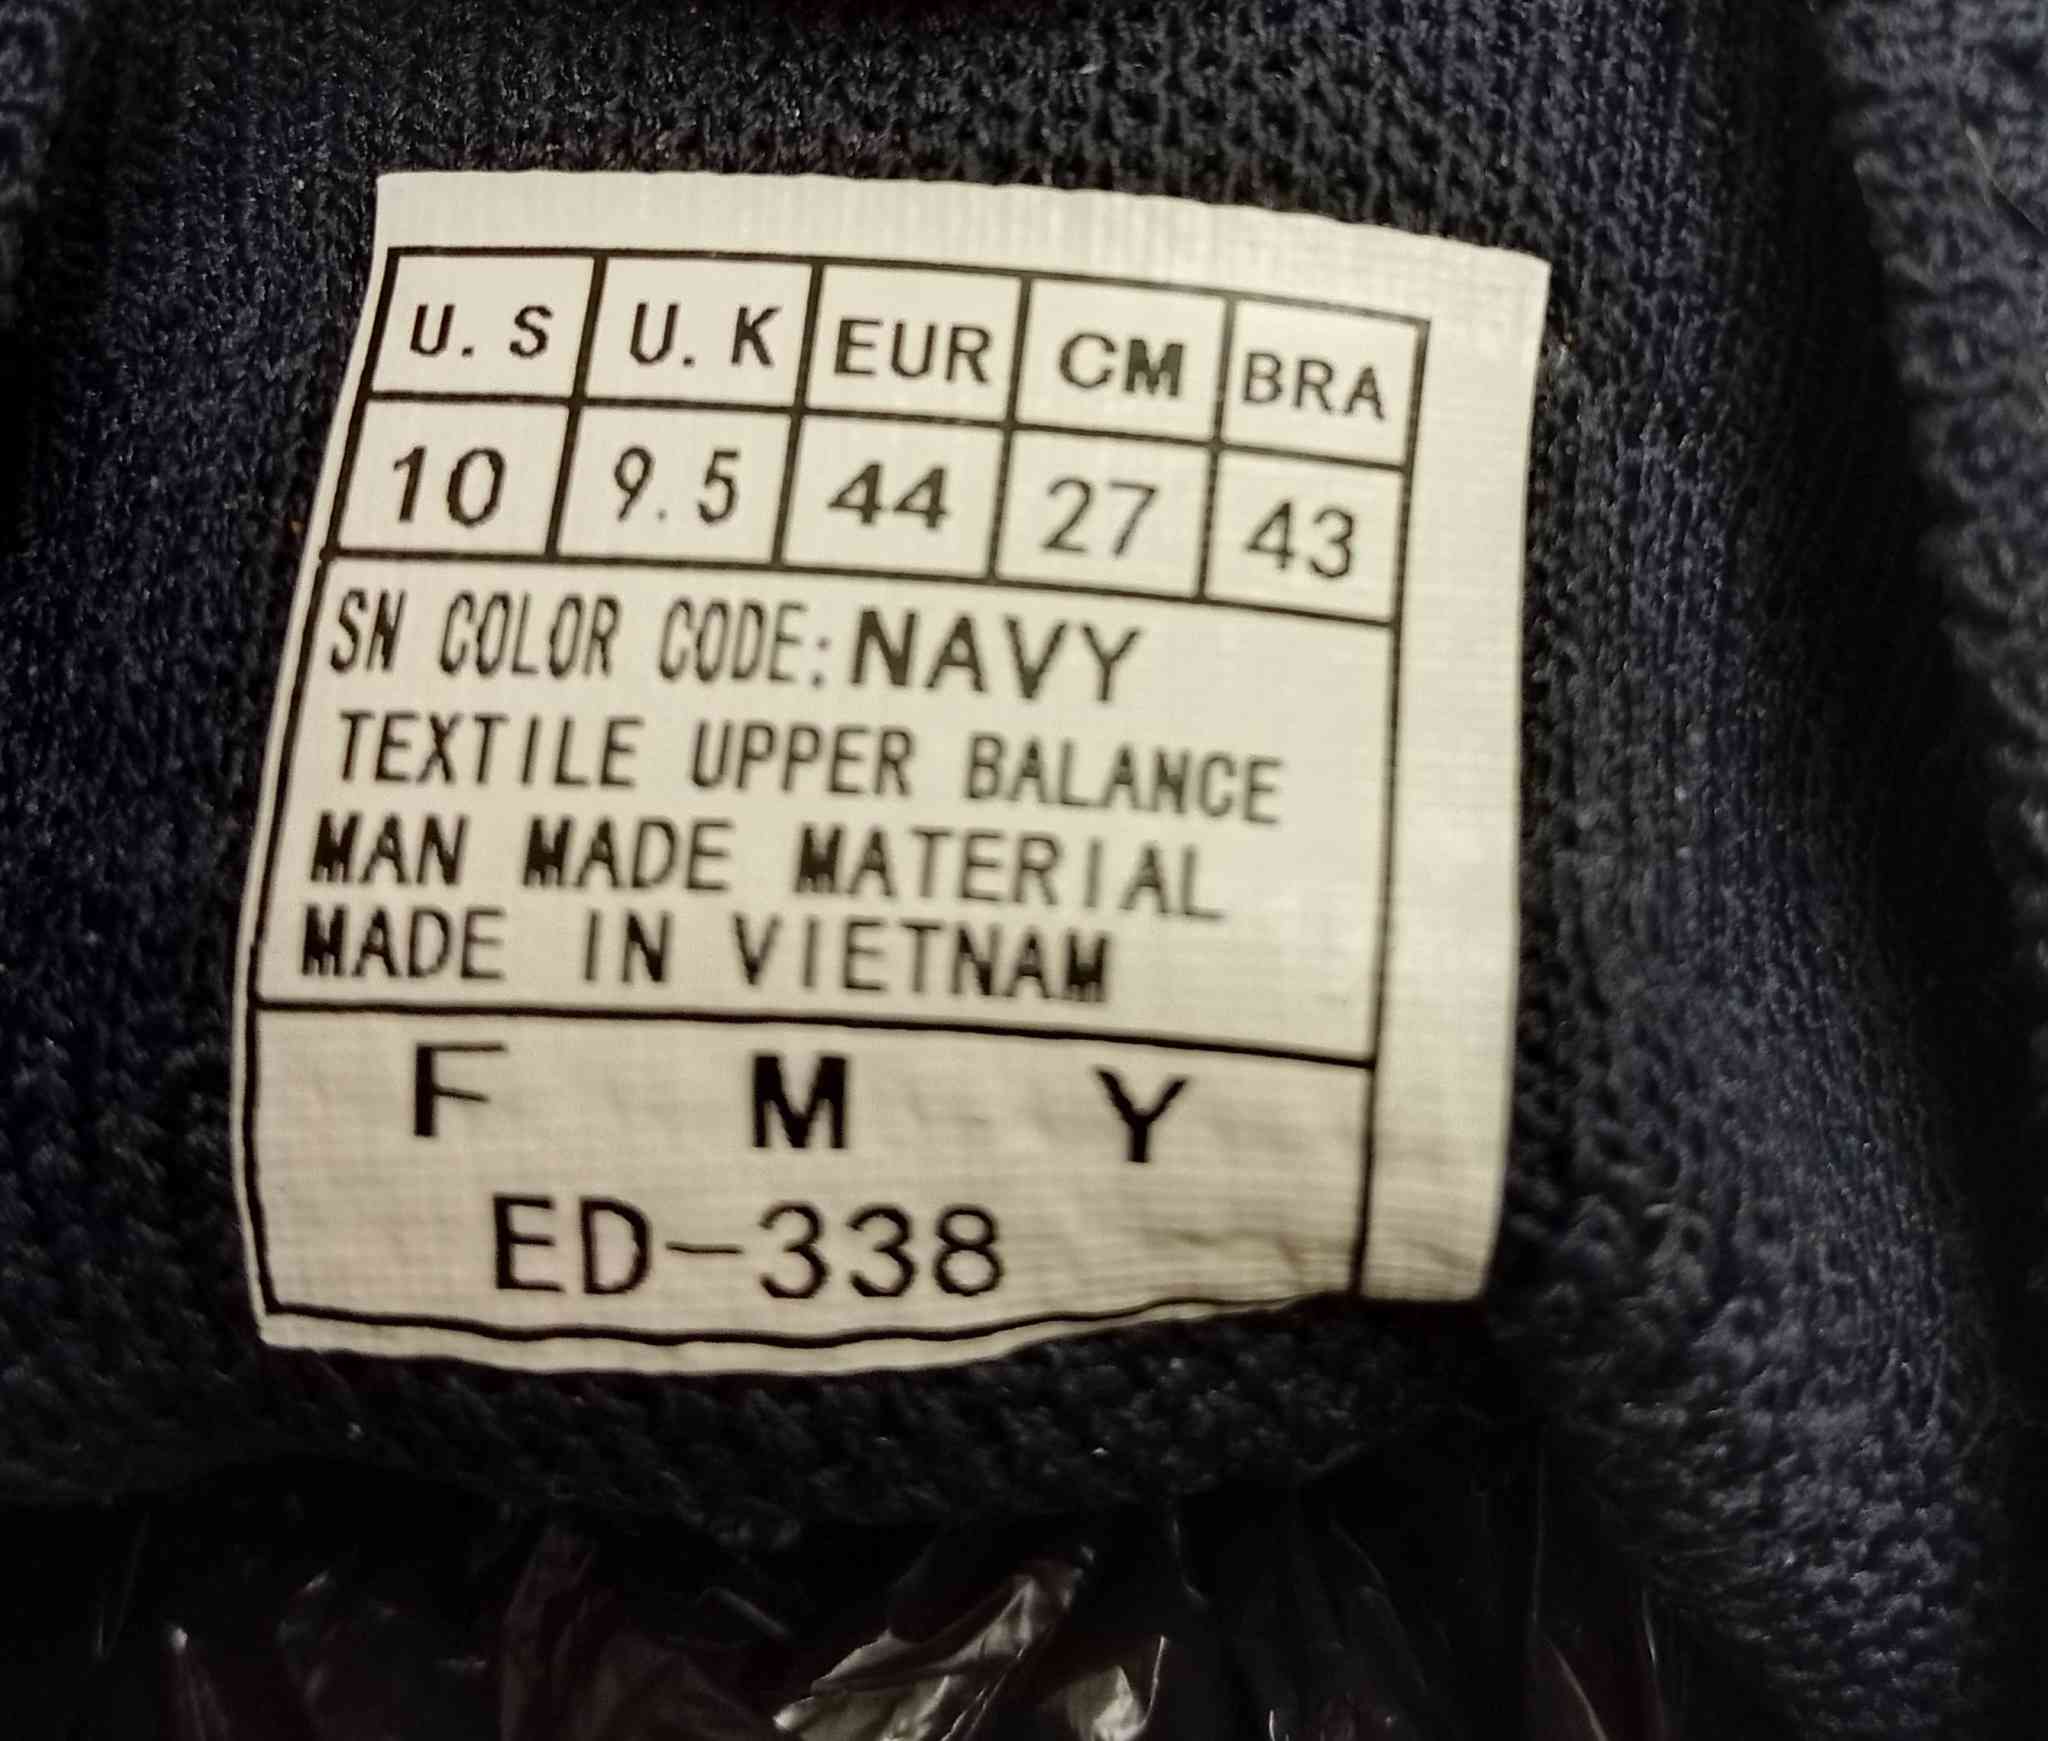 U.S U.K EUR CM BRA
10 9.5 44 27 43
SN COLOR CODE:NAVY
TEXTILE UPPER BALANCE
MAN MADE MATERIAL
MADE IN VIETNAM
F M Y
ED-338